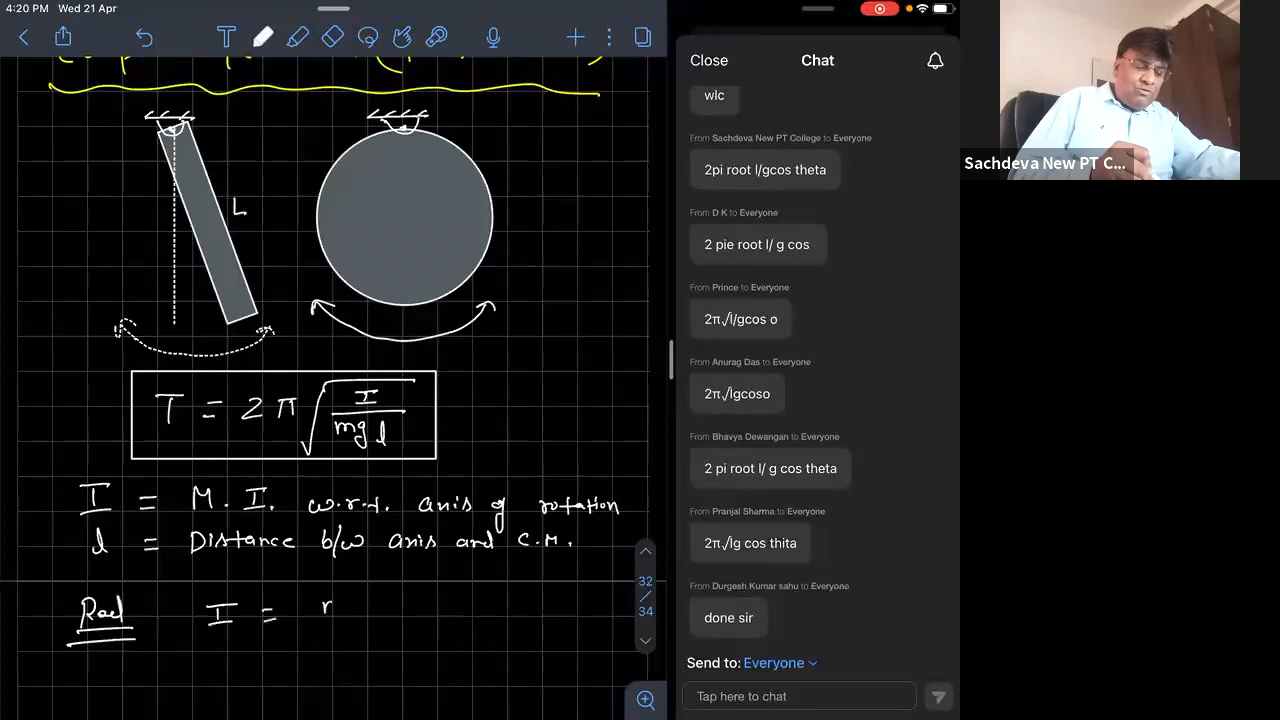 4:20 PM Wed 21 Apr
L
T = 2π √(I / mg l)
I = M. I. w.r.t. axis of rotation
l = Distance b/w axis and C.M.
Rod I =
32
34
Close
Chat
wlc
From Sachdeva New PT College to Everyone
2pi root l/gcos theta
From D K to Everyone
2 pie root l/ g cos
From Prince to Everyone
2π√l/gcos o
From Anurag Das to Everyone
2π√lgcoso
From Bhavya Dewangan to Everyone
2 pi root l/ g cos theta
From Pranjal Sharma to Everyone
2π√lg cos thita
From Durgesh Kumar sahu to Everyone
done sir
Send to: Everyone
Tap here to chat
Sachdeva New PT C...